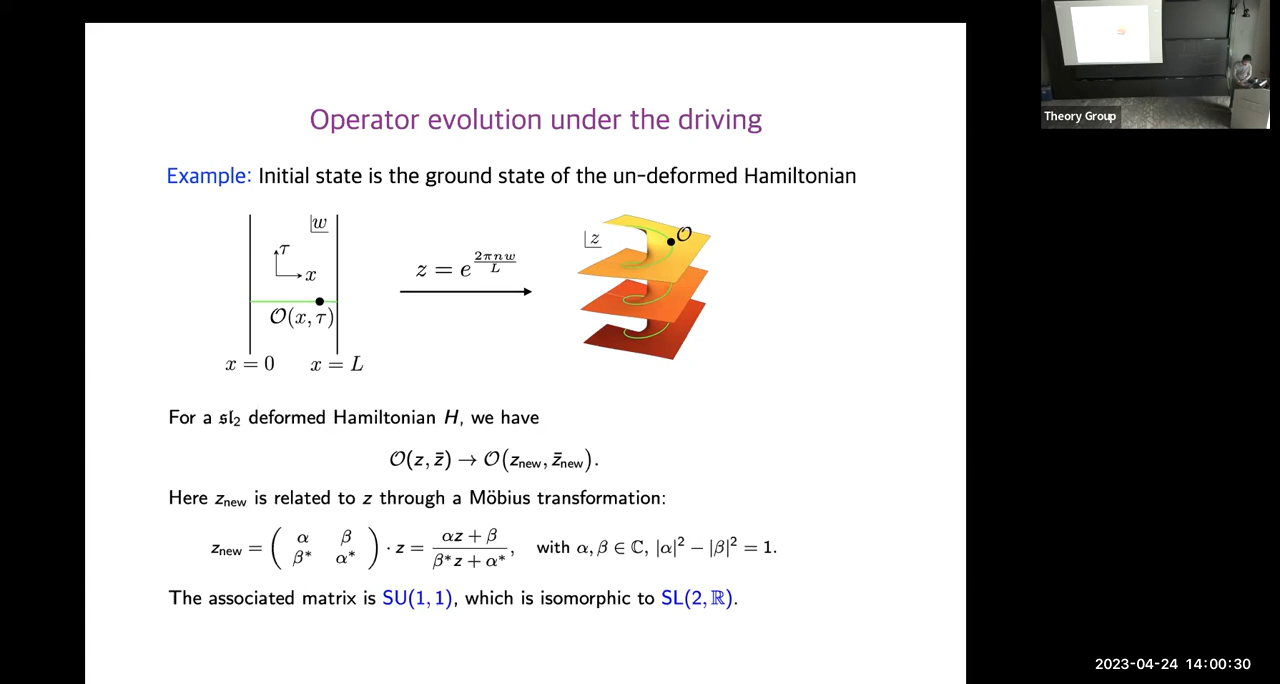 Operator evolution under the driving
Example: Initial state is the ground state of the un-deformed Hamiltonian
w
τ
x
O(x, τ)
x = 0 x = L
z = e^{\frac{2πnw}{L}}
z
O
For a 𝔰𝔩₂ deformed Hamiltonian H, we have
O(z, z̄) → O(z_new, z̄_new).
Here z_new is related to z through a Möbius transformation:
z_new = ( α β β* α* ) · z = \frac{αz + β}{β*z + α*}, with α, β ∈ ℂ, |α|² − |β|² = 1.
The associated matrix is SU(1, 1), which is isomorphic to SL(2, ℝ).
Theory Group
2023-04-24 14:00:30